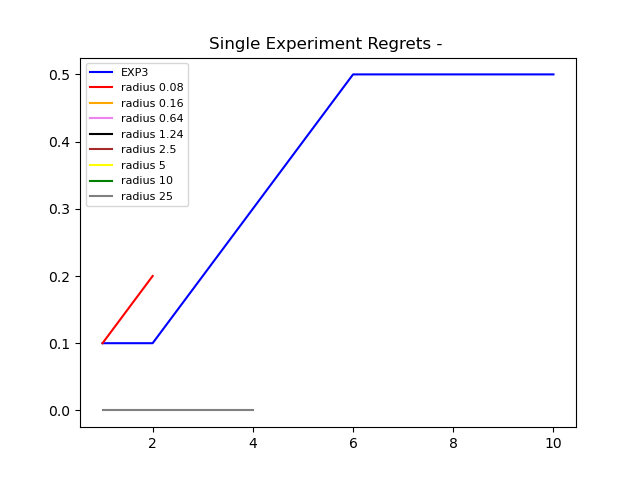 Single Experiment Regrets -
EXP3
radius 0.08
radius 0.16
radius 0.64
radius 1.24
radius 2.5
radius 5
radius 10
radius 25
0.5
0.4
0.3
0.2
0.1
0.0
2 4 6 8 10